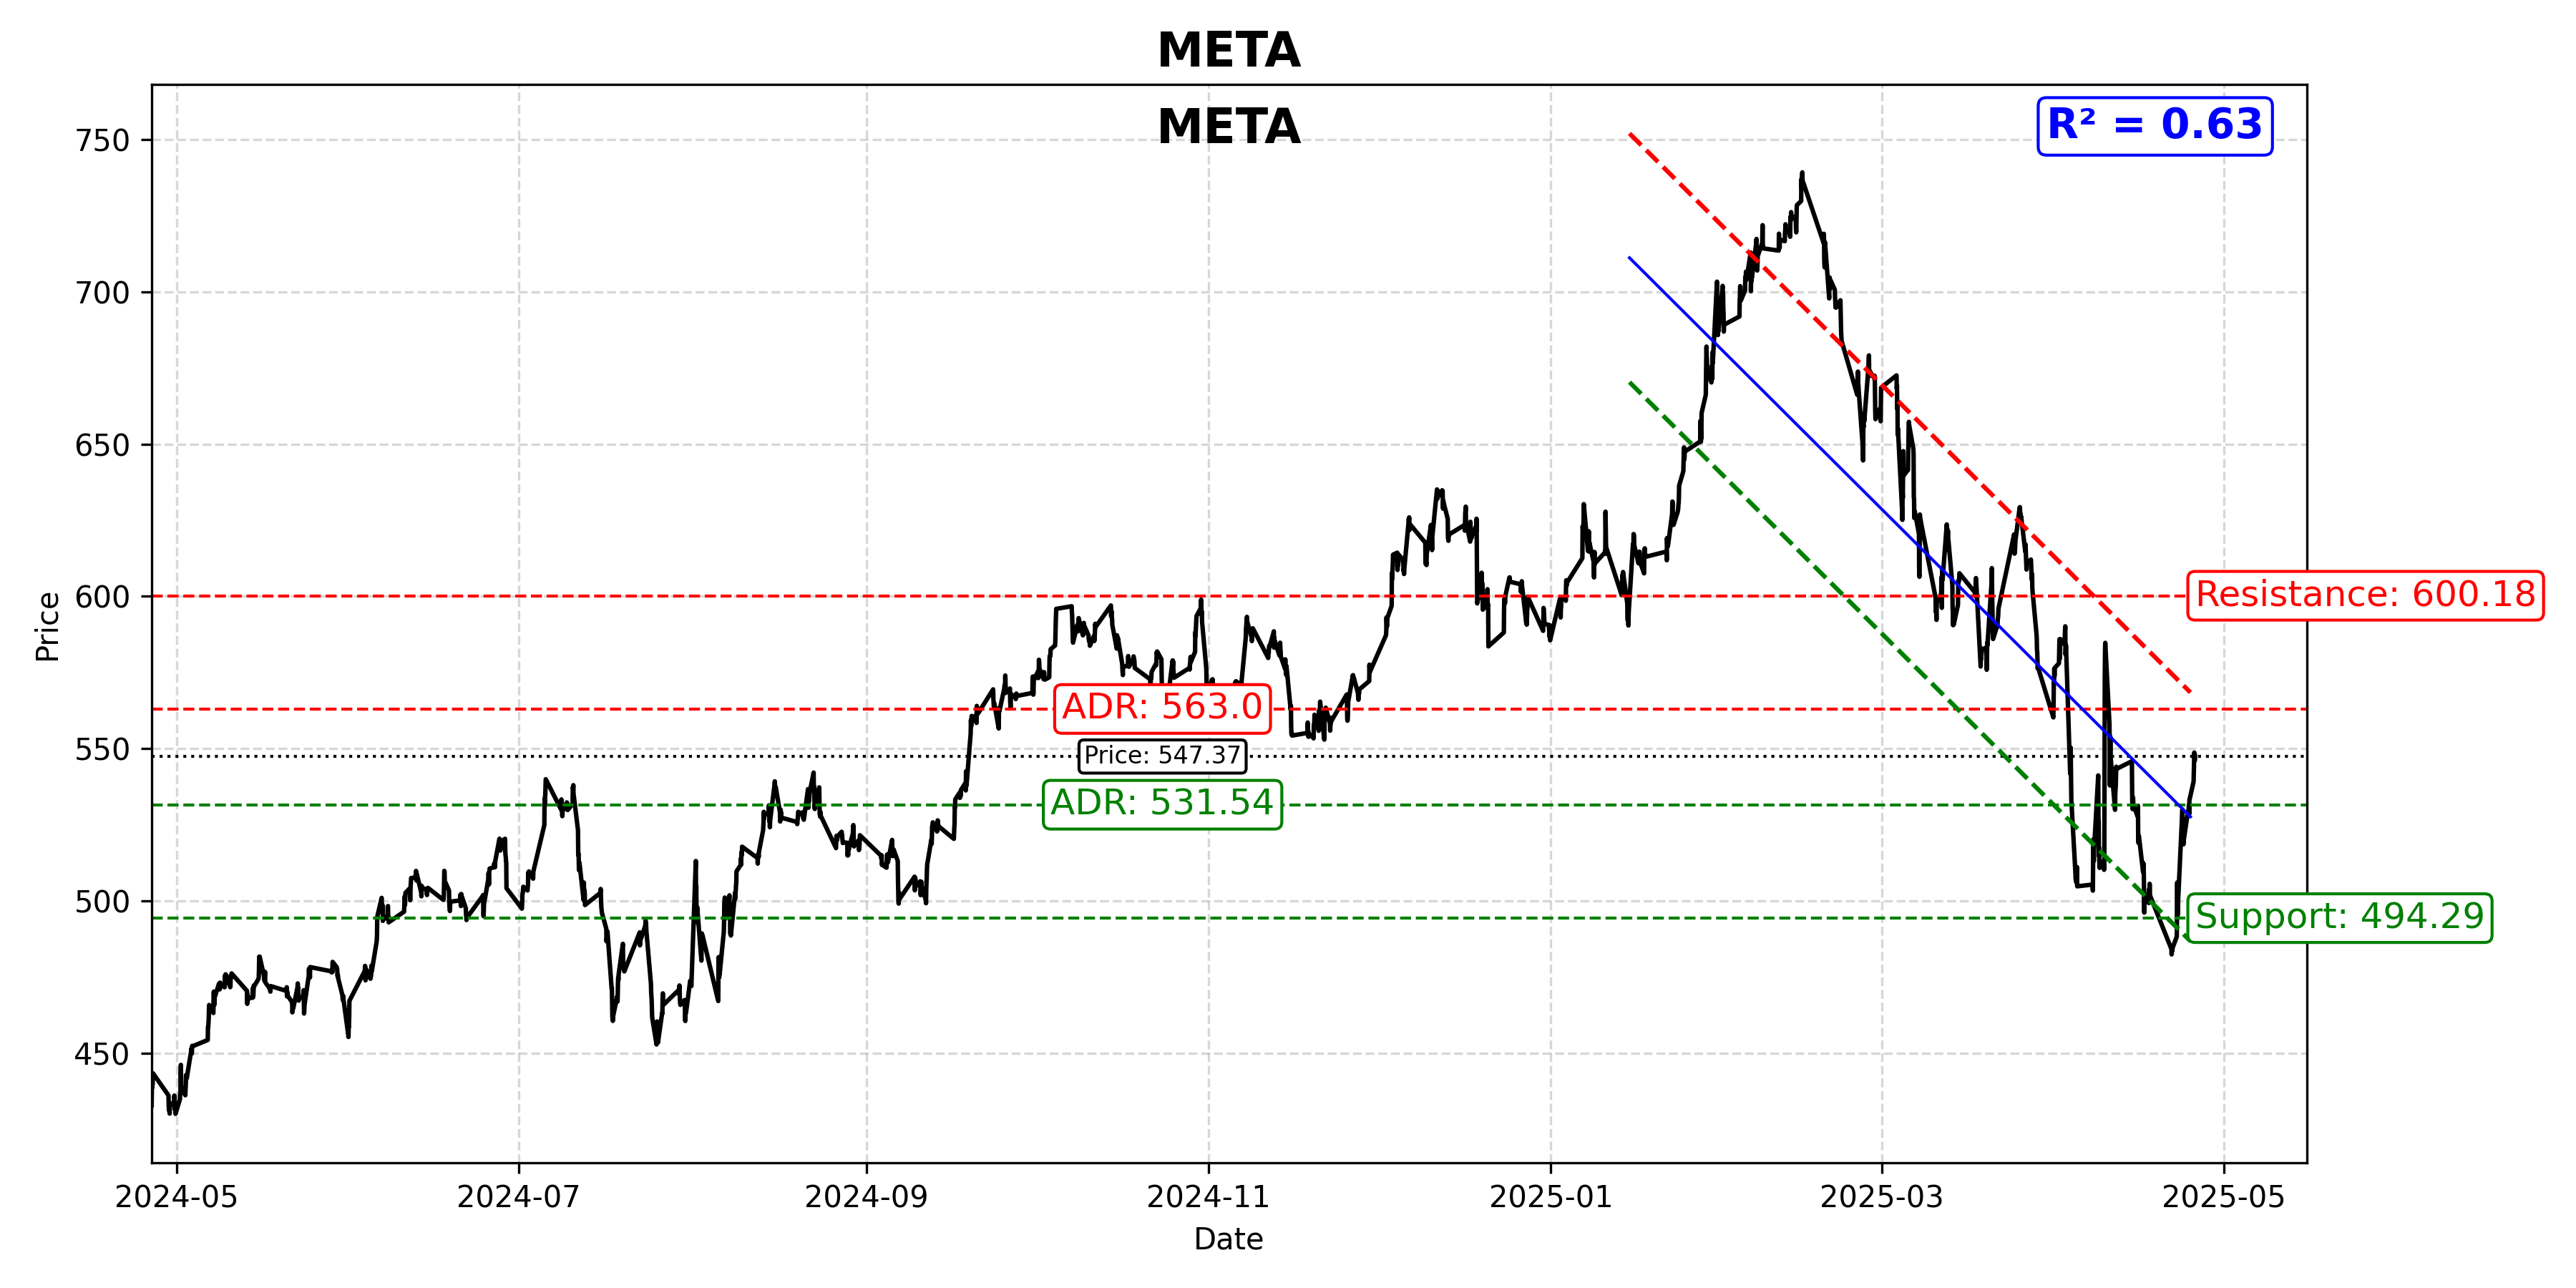 META
META
R² = 0.63
750
700
650
600
550
500
450
Price
Resistance: 600.18
ADR: 563.0
Price: 547.37
ADR: 531.54
Support: 494.29
2024-05
2024-07
2024-09
2024-11
2025-01
2025-03
2025-05
Date